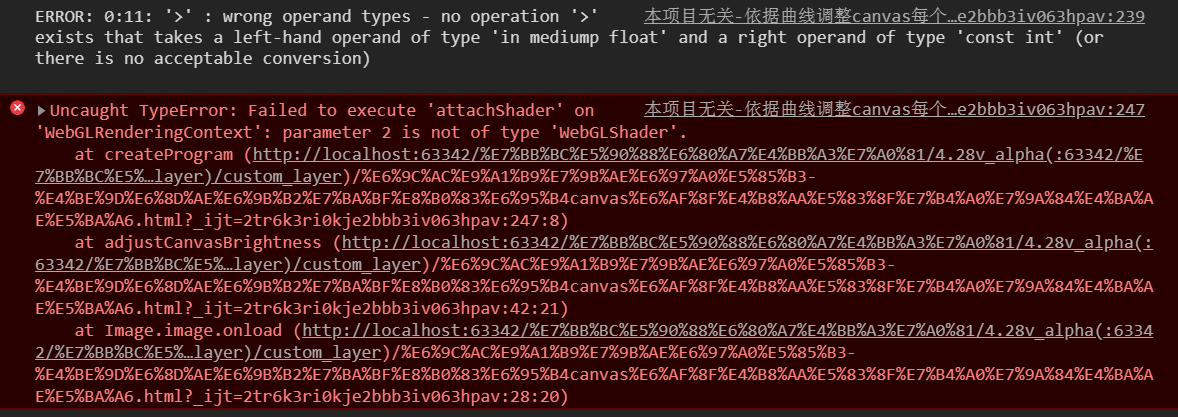 ERROR: 0:11: '>' : wrong operand types - no operation '>' 本项目无关-依据曲线调整canvas每个…e2bbb3iv063hpav:239
exists that takes a left-hand operand of type 'in mediump float' and a right operand of type 'const int' (or
there is no acceptable conversion)
Uncaught TypeError: Failed to execute 'attachShader' on 本项目无关-依据曲线调整canvas每个…e2bbb3iv063hpav:247
'WebGLRenderingContext': parameter 2 is not of type 'WebGLShader'.
at createProgram (http://localhost:63342/%E7%BB%BC%E5%90%88%E6%80%A7%E4%BB%A3%E7%A0%81/4.28v_alpha(:63342/%E
7%BB%BC%E5%…layer)/custom_layer)/%E6%9C%AC%E9%A1%B9%E7%9B%AE%E6%97%A0%E5%85%B3-
%E4%BE%9D%E6%8D%AE%E6%9B%B2%E7%BA%BF%E8%B0%83%E6%95%B4canvas%E6%AF%8F%E4%B8%AA%E5%83%8F%E7%B4%A0%E7%9A%84%E4%BA%A
E%E5%BA%A6.html?_ijt=2tr6k3ri0kje2bbb3iv063hpav:247:8)
at adjustCanvasBrightness (http://localhost:63342/%E7%BB%BC%E5%90%88%E6%80%A7%E4%BB%A3%E7%A0%81/4.28v_alpha(:
63342/%E7%BB%BC%E5%…layer)/custom_layer)/%E6%9C%AC%E9%A1%B9%E7%9B%AE%E6%97%A0%E5%85%B3-
%E4%BE%9D%E6%8D%AE%E6%9B%B2%E7%BA%BF%E8%B0%83%E6%95%B4canvas%E6%AF%8F%E4%B8%AA%E5%83%8F%E7%B4%A0%E7%9A%84%E4%BA%A
E%E5%BA%A6.html?_ijt=2tr6k3ri0kje2bbb3iv063hpav:42:21)
at Image.image.onload (http://localhost:63342/%E7%BB%BC%E5%90%88%E6%80%A7%E4%BB%A3%E7%A0%81/4.28v_alpha(:6334
2/%E7%BB%BC%E5%…layer)/custom_layer)/%E6%9C%AC%E9%A1%B9%E7%9B%AE%E6%97%A0%E5%85%B3-
%E4%BE%9D%E6%8D%AE%E6%9B%B2%E7%BA%BF%E8%B0%83%E6%95%B4canvas%E6%AF%8F%E4%B8%AA%E5%83%8F%E7%B4%A0%E7%9A%84%E4%BA%A
E%E5%BA%A6.html?_ijt=2tr6k3ri0kje2bbb3iv063hpav:28:20)